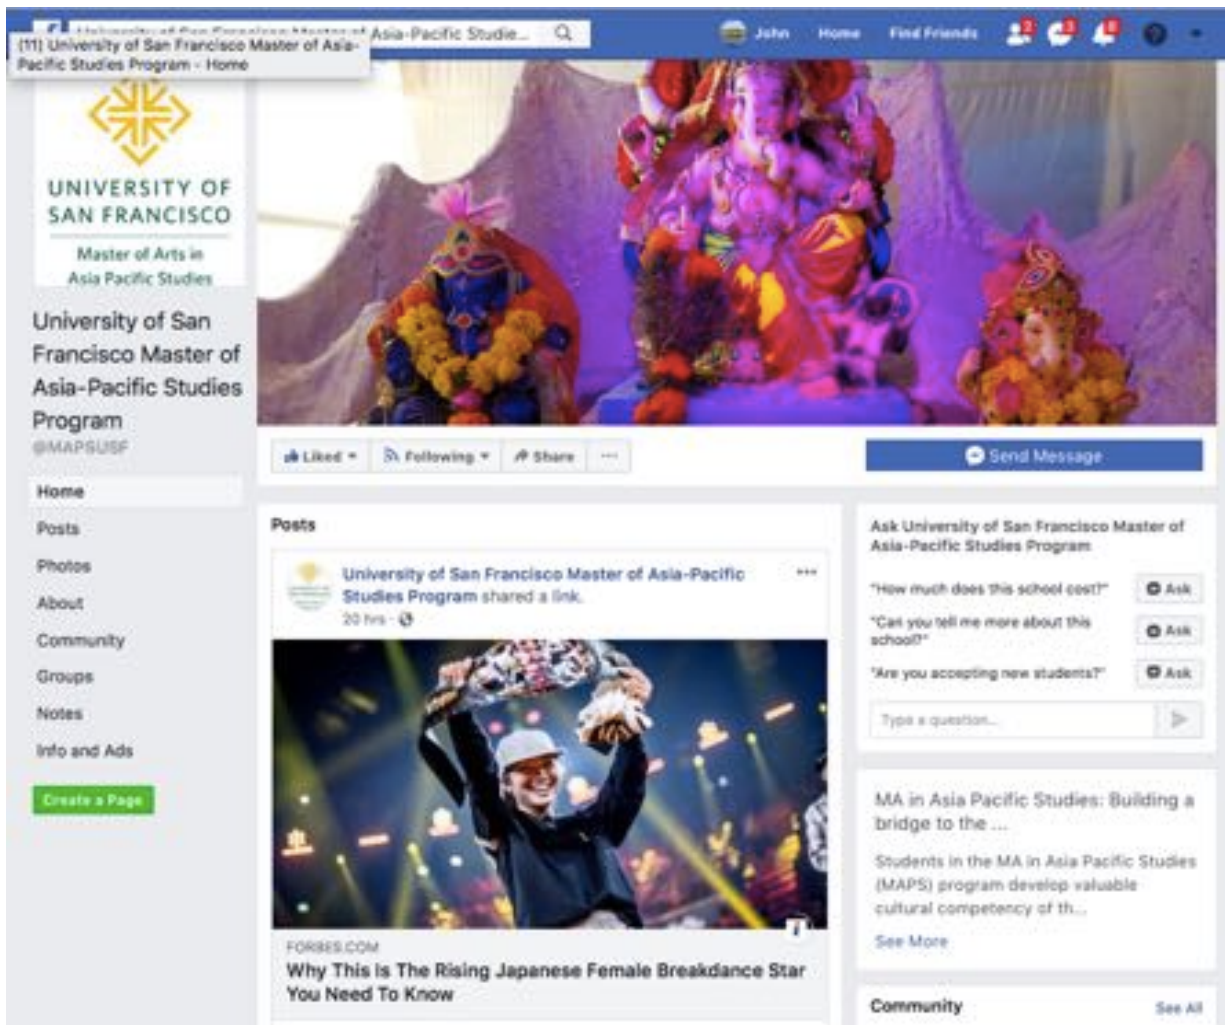 Asia-Pacific Studie...
John
Home
Find Friends
2
3
8
(11) University of San Francisco Master of Asia-
Pacific Studies Program - Home
UNIVERSITY OF
SAN FRANCISCO
Master of Arts in
Asia Pacific Studies
University of San
Francisco Master of
Asia-Pacific Studies
Program
@MAPSUSF
Home
Posts
Photos
About
Community
Groups
Notes
Info and Ads
Create a Page
Liked
Following
Share
Send Message
Posts
University of San Francisco Master of Asia-Pacific
Studies Program shared a link.
20 hrs
FORBES.COM
Why This Is The Rising Japanese Female Breakdance Star
You Need To Know
Ask University of San Francisco Master of
Asia-Pacific Studies Program
"How much does this school cost?"
Ask
"Can you tell me more about this
school?"
Ask
"Are you accepting new students?"
Ask
Type a question...
MA in Asia Pacific Studies: Building a
bridge to the ...
Students in the MA in Asia Pacific Studies
(MAPS) program develop valuable
cultural competency of th...
See More
Community
See All